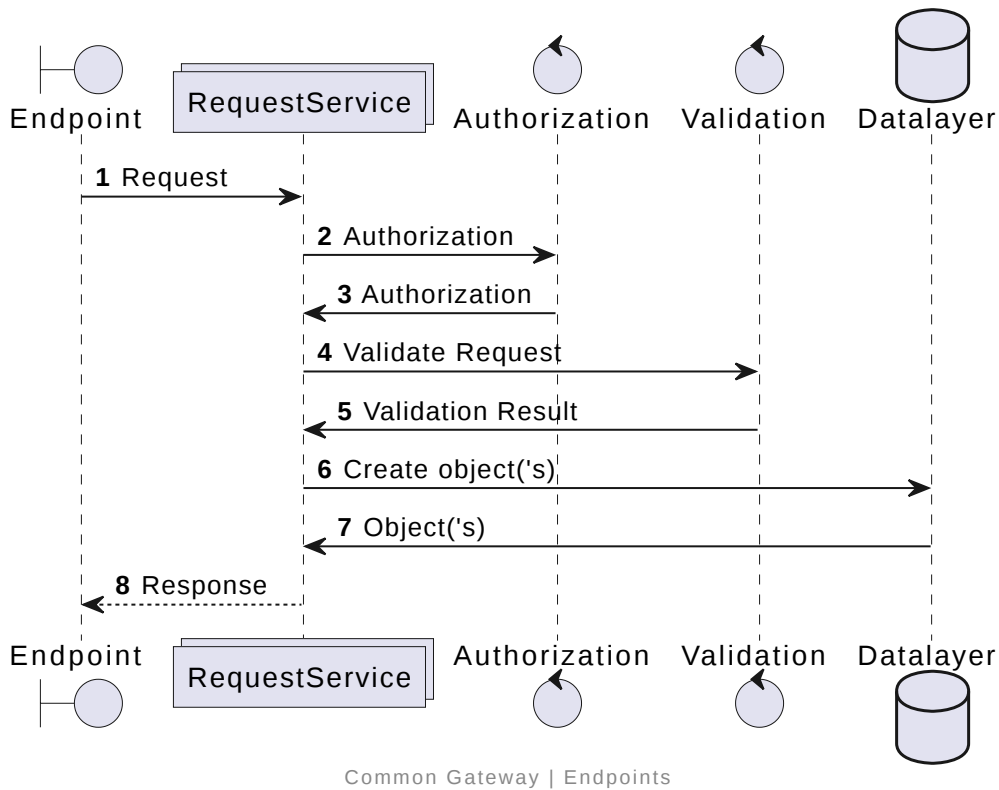 Endpoint
RequestService
Authorization
Validation
Datalayer
1 Request
2 Authorization
3 Authorization
4 Validate Request
5 Validation Result
6 Create object('s)
7 Object('s)
8 Response
Endpoint
RequestService
Authorization
Validation
Datalayer
Common Gateway | Endpoints